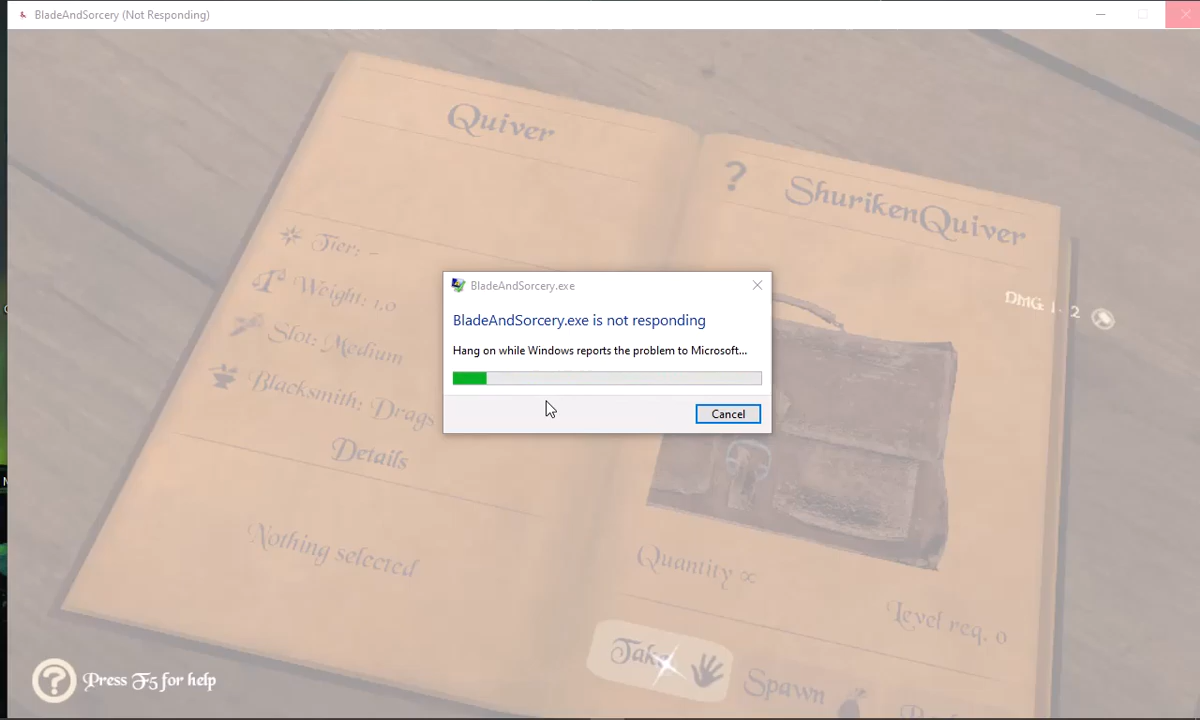 BladeAndSorcery (Not Responding)
Quiver
? ShurikenQuiver
Tier: -
Weight: 1.0
Slot: Medium
Blacksmith: Drags
Details
Nothing selected
DMG: 1 - 2
BladeAndSorcery.exe
BladeAndSorcery.exe is not responding
Hang on while Windows reports the problem to Microsoft...
Cancel
Quantity ∝
Level req. 0
Take
Spawn
? Press F5 for help